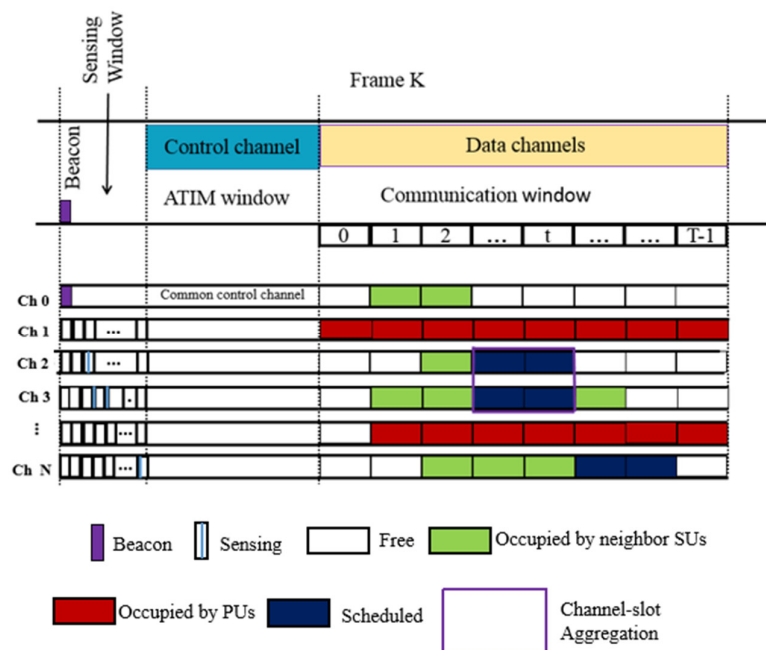 Sensing
Window
Frame K
Beacon
Control channel
Data channels
ATIM window
Communication window
0 1 2 ... t ... ... T-1
Ch 0 Common control channel
Ch 1 ...
Ch 2 ...
Ch 3 .
⋮ ...
Ch N ...
Beacon
Sensing
Free
Occupied by neighbor SUs
Occupied by PUs
Scheduled
Channel-slot
Aggregation